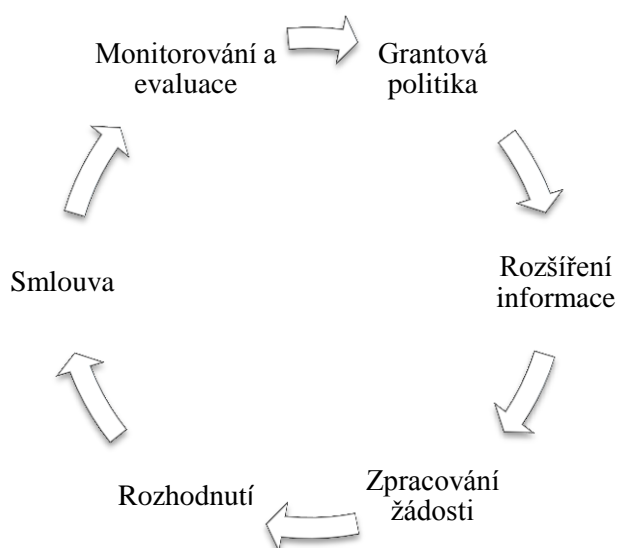 Monitorování a
evaluace
Grantová
politika
Rozšíření
informace
Zpracování
žádosti
Rozhodnutí
Smlouva